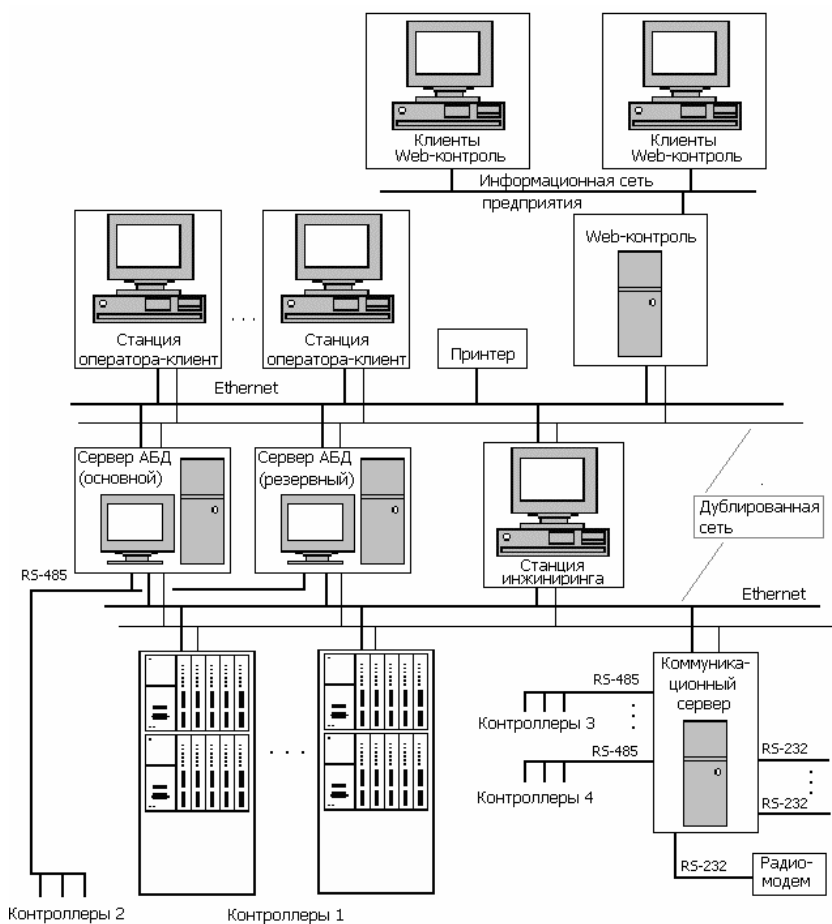 Клиенты
Web-контроль
Клиенты
Web-контроль
Информационная сеть
предприятия
Web-контроль
Станция
оператора-клиент
. . .
Станция
оператора-клиент
Принтер
Ethernet
Сервер АБД
(основной)
Сервер АБД
(резервный)
Дублированная
сеть
Станция
инжиниринга
RS-485
Ethernet
Коммуника-
ционный
сервер
RS-485
Контроллеры 3
RS-485
Контроллеры 4
RS-232
RS-232
RS-232
Радио-
модем
Контроллеры 2
Контроллеры 1